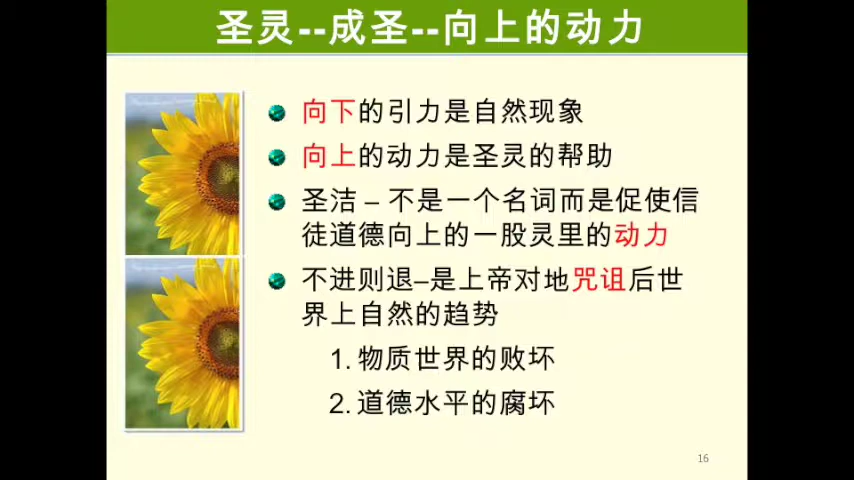 圣灵--成圣--向上的动力
向下的引力是自然现象
向上的动力是圣灵的帮助
圣洁 – 不是一个名词而是促使信
徒道德向上的一股灵里的动力
不进则退–是上帝对地咒诅后世
界上自然的趋势
1. 物质世界的败坏
2. 道德水平的腐坏
16